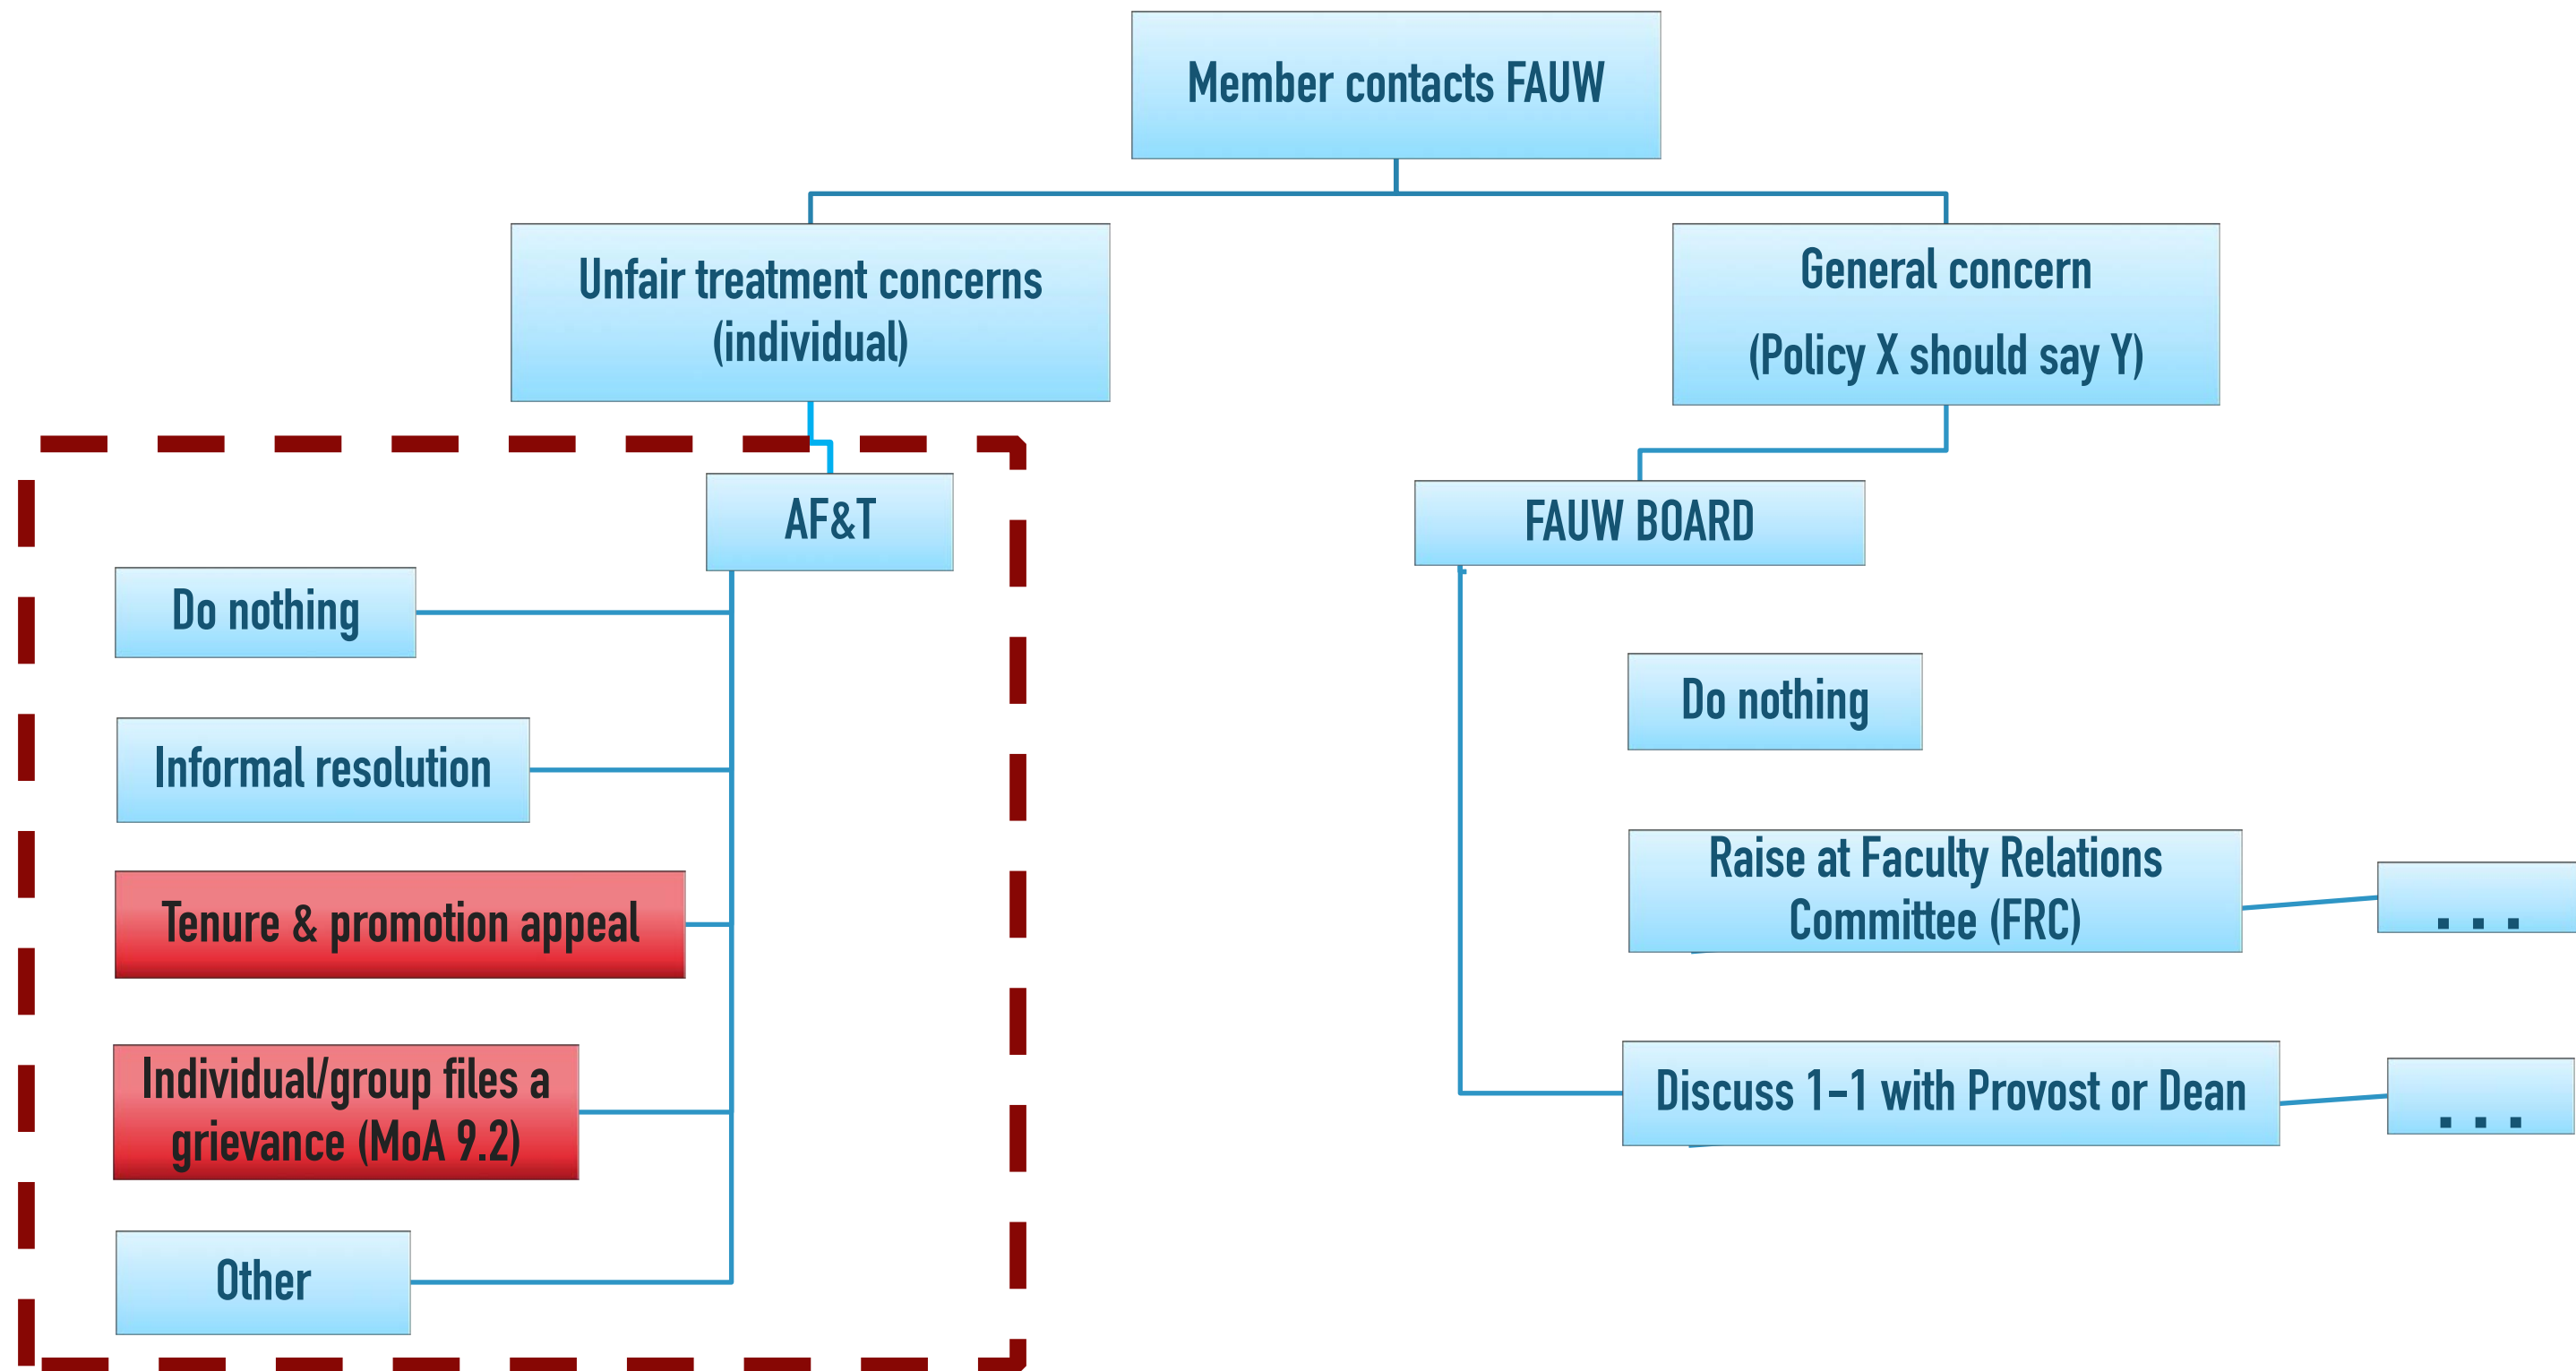 Member contacts FAUW
Unfair treatment concerns
(individual)
General concern
(Policy X should say Y)
AF&T
Do nothing
Informal resolution
Tenure & promotion appeal
Individual/group files a
grievance (MoA 9.2)
Other
FAUW BOARD
Do nothing
Raise at Faculty Relations
Committee (FRC)
...
Discuss 1-1 with Provost or Dean
...